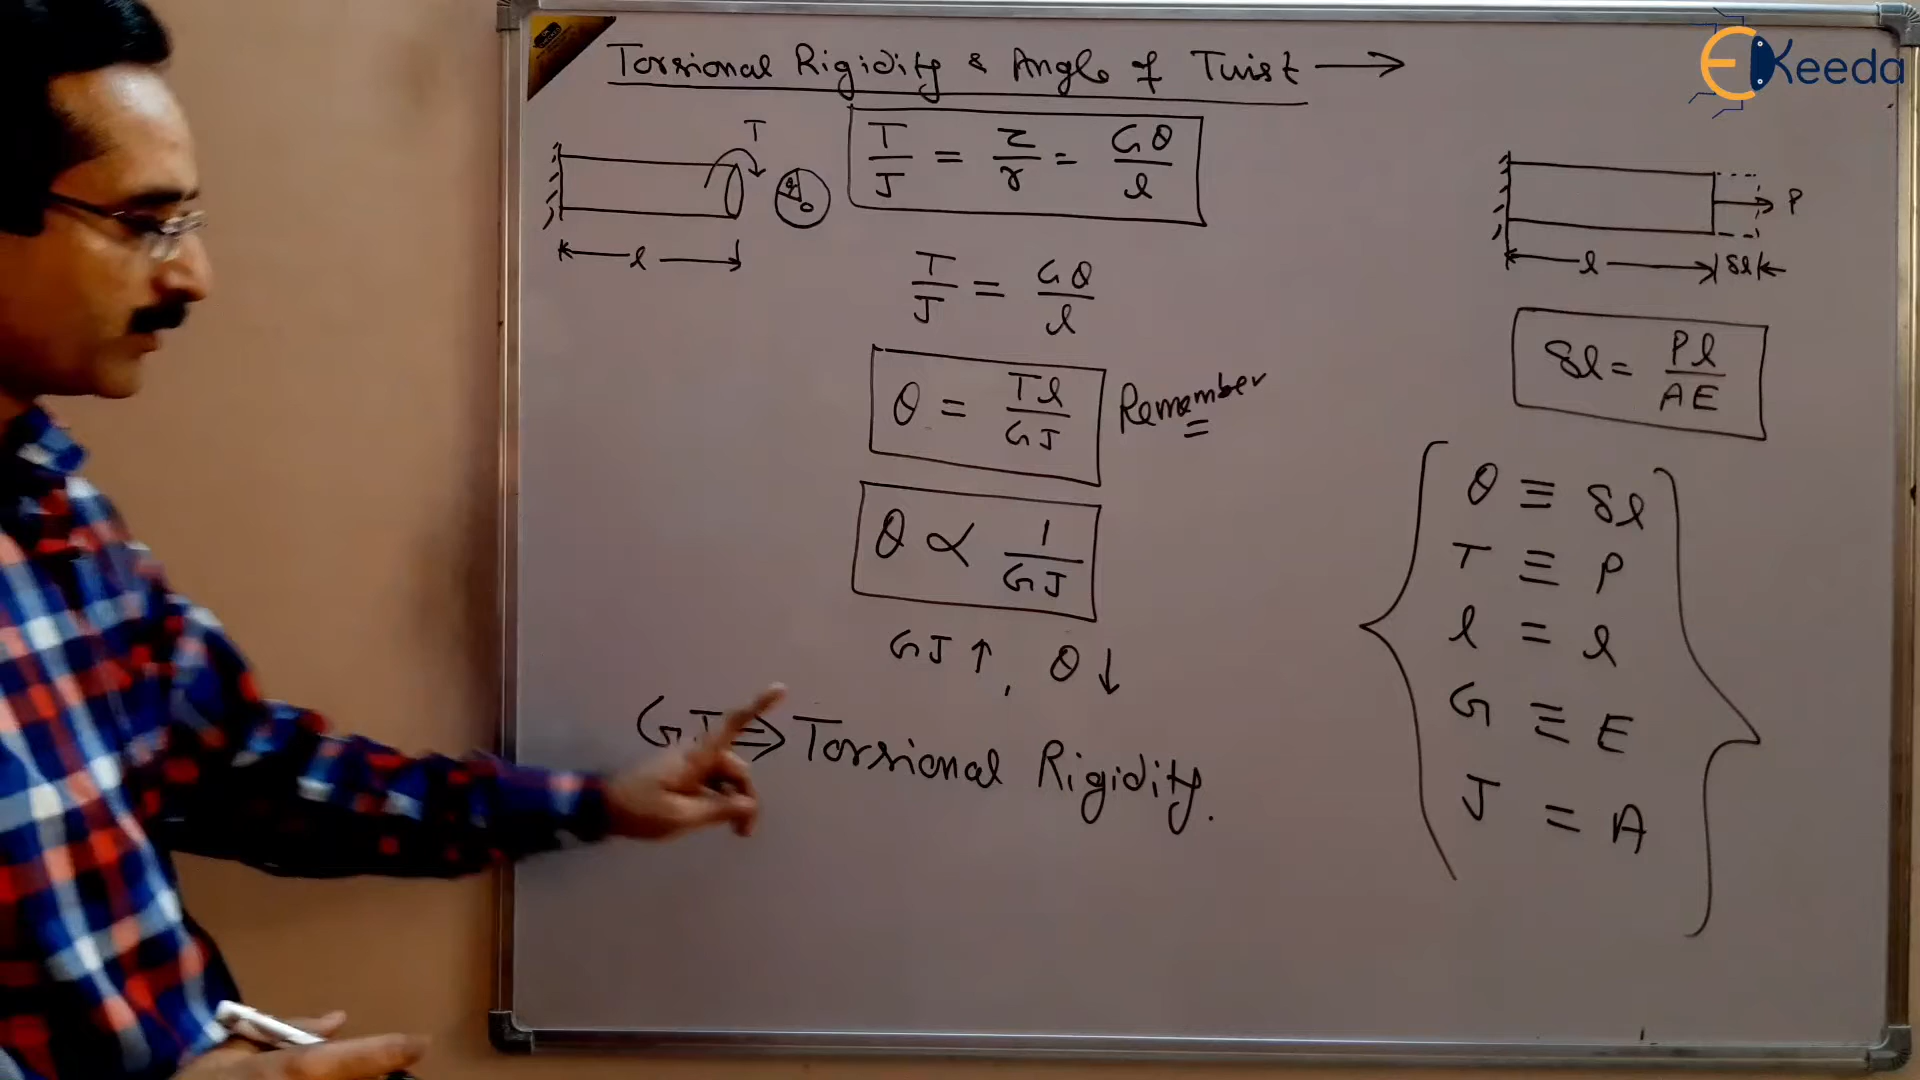 Torsional Rigidity & Angle of Twist →
EKeeda
T
T/J = τ/r = Gθ/l
P
l
l
δl
T/J = Gθ/l
δl = Pl/AE
θ = Tl/GJ
Remember
θ ∝ 1/GJ
θ ≡ δl
T ≡ P
l = l
G ≡ E
J = A
GJ ↑, θ ↓
GJ ⇒ Torsional Rigidity.